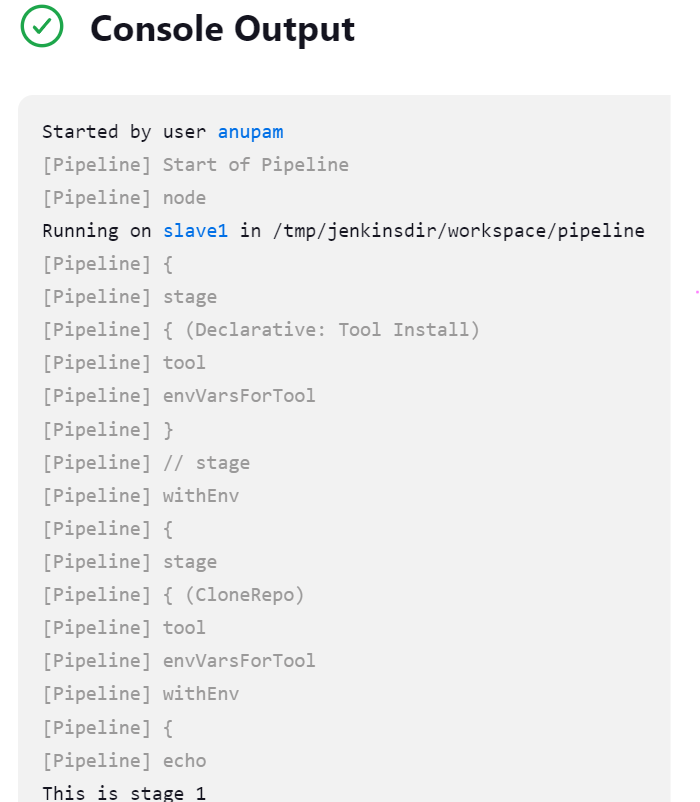 Console Output
Started by user anupam
[Pipeline] Start of Pipeline
[Pipeline] node
Running on slave1 in /tmp/jenkinsdir/workspace/pipeline
[Pipeline] {
[Pipeline] stage
[Pipeline] { (Declarative: Tool Install)
[Pipeline] tool
[Pipeline] envVarsForTool
[Pipeline] }
[Pipeline] // stage
[Pipeline] withEnv
[Pipeline] {
[Pipeline] stage
[Pipeline] { (CloneRepo)
[Pipeline] tool
[Pipeline] envVarsForTool
[Pipeline] withEnv
[Pipeline] {
[Pipeline] echo
This is stage 1